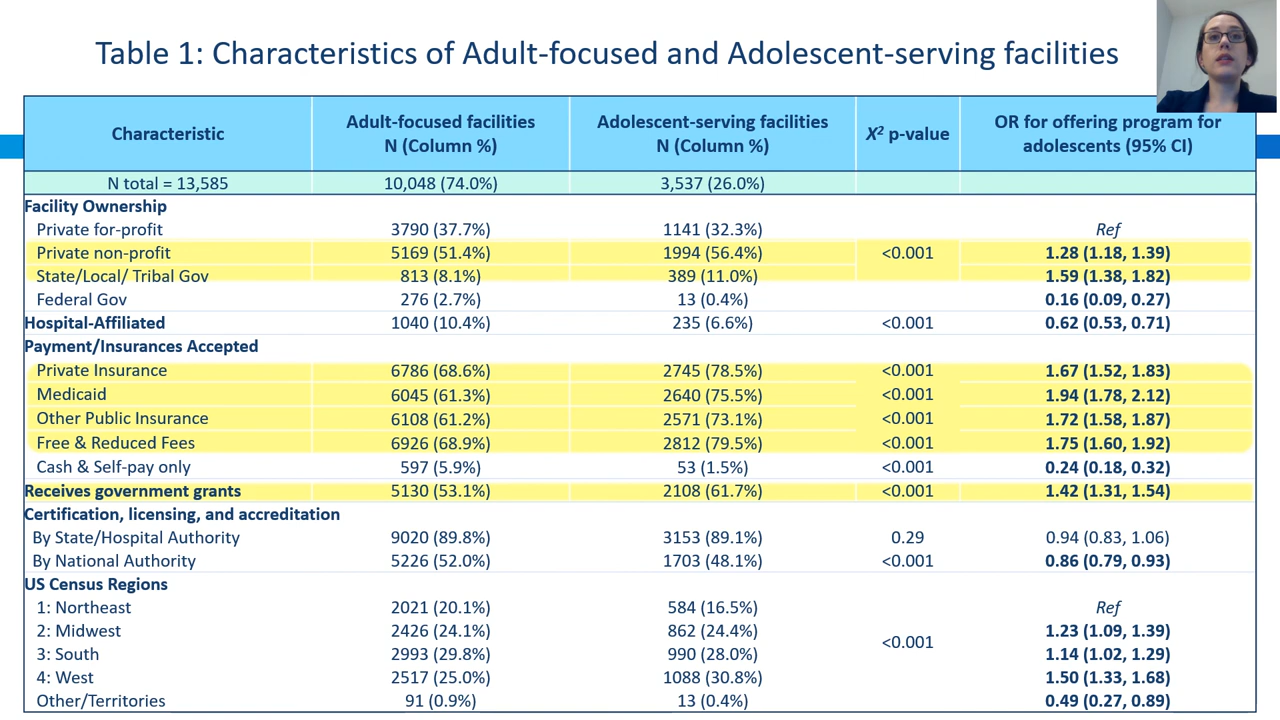 Table 1: Characteristics of Adult-focused and Adolescent-serving facilities
Characteristic Adult-focused facilities N (Column %) Adolescent-serving facilities N (Column %) X² p-value OR for offering program for adolescents (95% CI)
N total = 13,585 10,048 (74.0%) 3,537 (26.0%)
Facility Ownership
Private for-profit 3790 (37.7%) 1141 (32.3%) Ref
Private non-profit 5169 (51.4%) 1994 (56.4%) <0.001 1.28 (1.18, 1.39)
State/Local/ Tribal Gov 813 (8.1%) 389 (11.0%) 1.59 (1.38, 1.82)
Federal Gov 276 (2.7%) 13 (0.4%) 0.16 (0.09, 0.27)
Hospital-Affiliated 1040 (10.4%) 235 (6.6%) <0.001 0.62 (0.53, 0.71)
Payment/Insurances Accepted
Private Insurance 6786 (68.6%) 2745 (78.5%) <0.001 1.67 (1.52, 1.83)
Medicaid 6045 (61.3%) 2640 (75.5%) <0.001 1.94 (1.78, 2.12)
Other Public Insurance 6108 (61.2%) 2571 (73.1%) <0.001 1.72 (1.58, 1.87)
Free & Reduced Fees 6926 (68.9%) 2812 (79.5%) <0.001 1.75 (1.60, 1.92)
Cash & Self-pay only 597 (5.9%) 53 (1.5%) <0.001 0.24 (0.18, 0.32)
Receives government grants 5130 (53.1%) 2108 (61.7%) <0.001 1.42 (1.31, 1.54)
Certification, licensing, and accreditation
By State/Hospital Authority 9020 (89.8%) 3153 (89.1%) 0.29 0.94 (0.83, 1.06)
By National Authority 5226 (52.0%) 1703 (48.1%) <0.001 0.86 (0.79, 0.93)
US Census Regions
1: Northeast 2021 (20.1%) 584 (16.5%) Ref
2: Midwest 2426 (24.1%) 862 (24.4%) <0.001 1.23 (1.09, 1.39)
3: South 2993 (29.8%) 990 (28.0%) 1.14 (1.02, 1.29)
4: West 2517 (25.0%) 1088 (30.8%) 1.50 (1.33, 1.68)
Other/Territories 91 (0.9%) 13 (0.4%) 0.49 (0.27, 0.89)